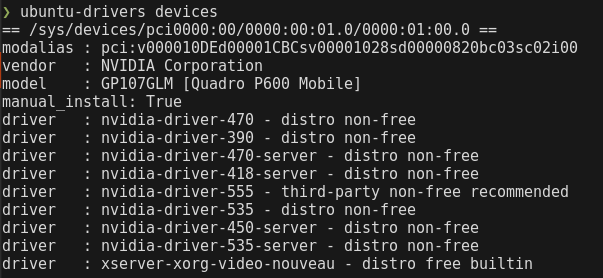 ❯ ubuntu-drivers devices
== /sys/devices/pci0000:00/0000:00:01.0/0000:01:00.0 ==
modalias : pci:v000010DEd00001CBCsv00001028sd00000820bc03sc02i00
vendor   : NVIDIA Corporation
model    : GP107GLM [Quadro P600 Mobile]
manual_install: True
driver   : nvidia-driver-470 - distro non-free
driver   : nvidia-driver-390 - distro non-free
driver   : nvidia-driver-470-server - distro non-free
driver   : nvidia-driver-418-server - distro non-free
driver   : nvidia-driver-555 - third-party non-free recommended
driver   : nvidia-driver-535 - distro non-free
driver   : nvidia-driver-450-server - distro non-free
driver   : nvidia-driver-535-server - distro non-free
driver   : xserver-xorg-video-nouveau - distro free builtin